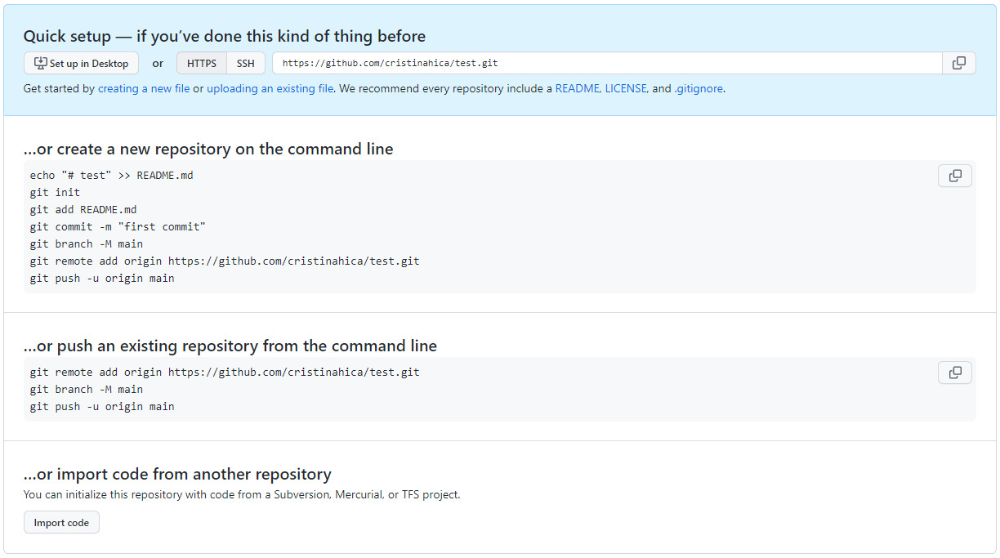 Quick setup — if you’ve done this kind of thing before
Set up in Desktop or HTTPS SSH https://github.com/cristinahica/test.git
Get started by creating a new file or uploading an existing file. We recommend every repository include a README, LICENSE, and .gitignore.
…or create a new repository on the command line
echo "# test" >> README.md
git init
git add README.md
git commit -m "first commit"
git branch -M main
git remote add origin https://github.com/cristinahica/test.git
git push -u origin main
…or push an existing repository from the command line
git remote add origin https://github.com/cristinahica/test.git
git branch -M main
git push -u origin main
…or import code from another repository
You can initialize this repository with code from a Subversion, Mercurial, or TFS project.
Import code